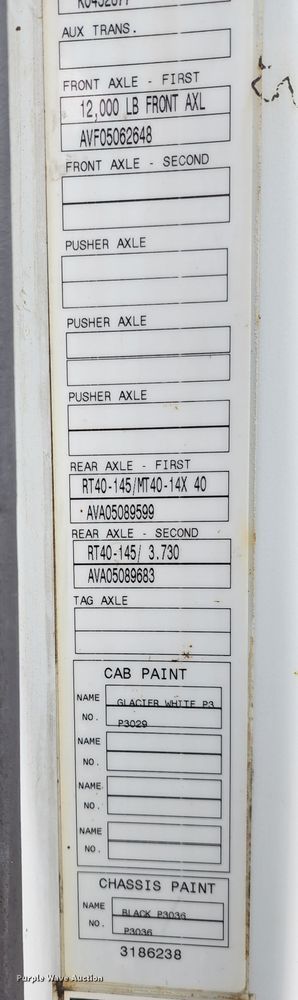 AUX TRANS.
FRONT AXLE - FIRST
12,000 LB FRONT AXL
AVF05062648
FRONT AXLE - SECOND
PUSHER AXLE
PUSHER AXLE
PUSHER AXLE
REAR AXLE - FIRST
RT40-145/MT40-14X 40
AVA05089599
REAR AXLE - SECOND
RT40-145/ 3.730
AVA05089683
TAG AXLE
CAB PAINT
NAME GLACIER WHITE P3
NO. P3029
NAME
NO.
NAME
NO.
NAME
NO.
CHASSIS PAINT
NAME BLACK P3036
NO. P3036
3186238
Purple Wave Auction